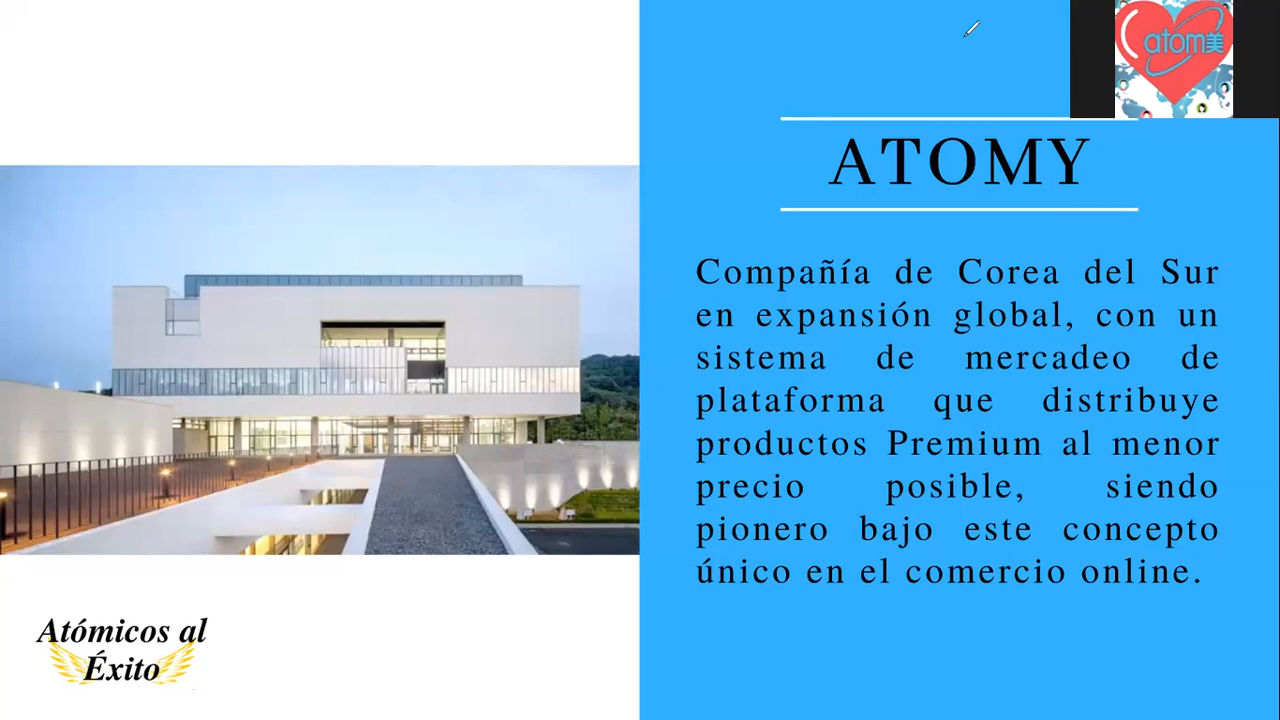 atom美
ATOMY
Compañía de Corea del Sur
en expansión global, con un
sistema de mercadeo de
plataforma que distribuye
productos Premium al menor
precio posible, siendo
pionero bajo este concepto
único en el comercio online.
Atómicos al
Éxito